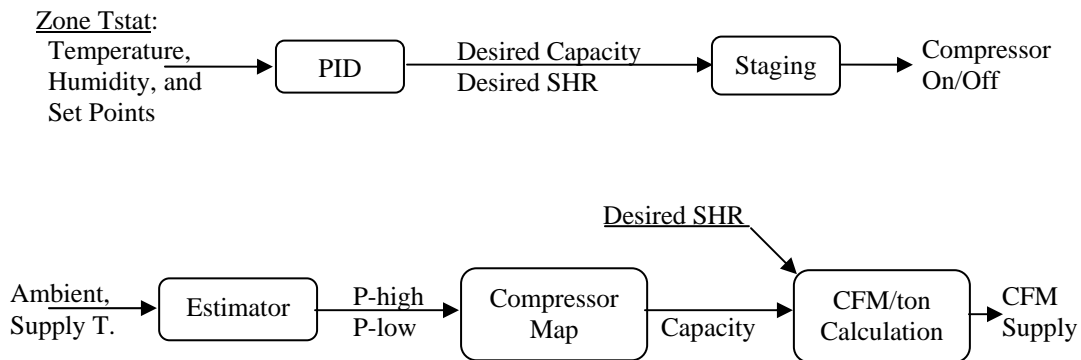 Zone Tstat:
Temperature,
Humidity, and
Set Points
PID
Desired Capacity
Desired SHR
Staging
Compressor
On/Off
Desired SHR
Ambient,
Supply T.
Estimator
P-high
P-low
Compressor
Map
Capacity
CFM/ton
Calculation
CFM
Supply